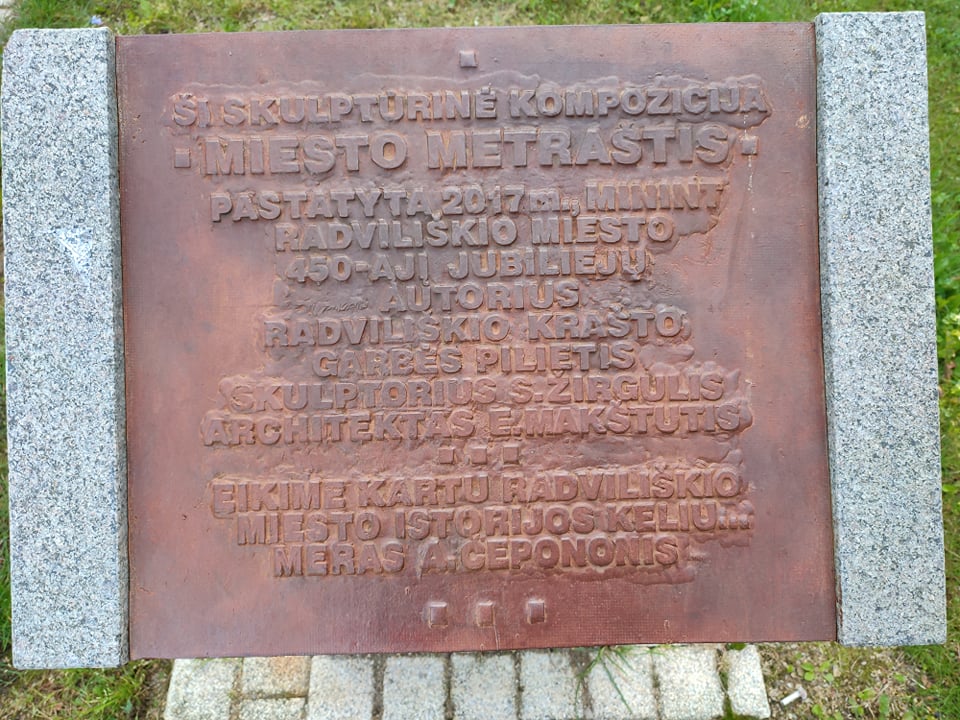 ŠI SKULPTŪRINĖ KOMPOZICIJA
MIESTO METRAŠTIS
PASTATYTA 2017 m., MININT
RADVILIŠKIO MIESTO
450-AJĮ JUBILIEJŲ
AUTORIUS
RADVILIŠKIO KRAŠTO
GARBĖS PILIETIS
SKULPTORIUS S.ŽIRGULIS
ARCHITEKTAS E.MAKŠTUTIS
EIKIME KARTU RADVILIŠKIO
MIESTO ISTORIJOS KELIU...
MERAS A.ČEPONONIS